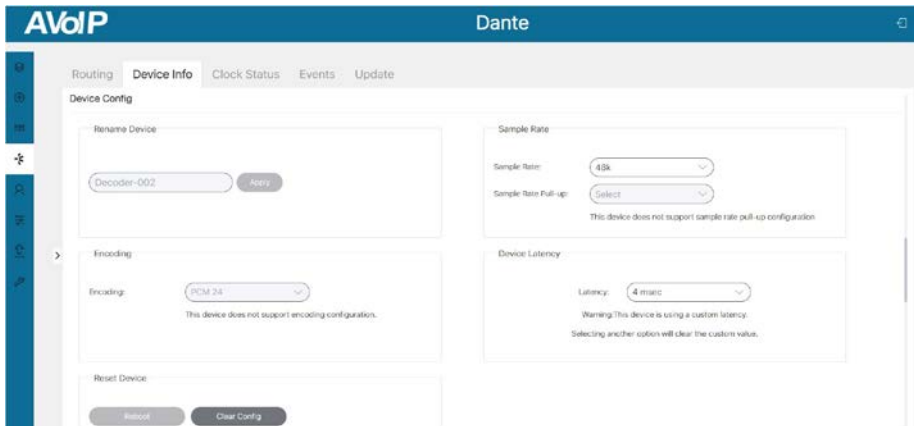 AVoIP
Dante
Routing
Device Info
Clock Status
Events
Update
Device Config
Rename Device
Decoder-002
Apply
Sample Rate
Sample Rate:
48k
Sample Rate Pull-up:
Select
This device does not support sample rate pull-up configuration
Encoding
Encoding:
PCM 24
This device does not support encoding configuration.
Device Latency
Latency:
4 msec
Warning:This device is using a custom latency.
Selecting another option will clear the custom value.
Reset Device
Reboot
Clear Config